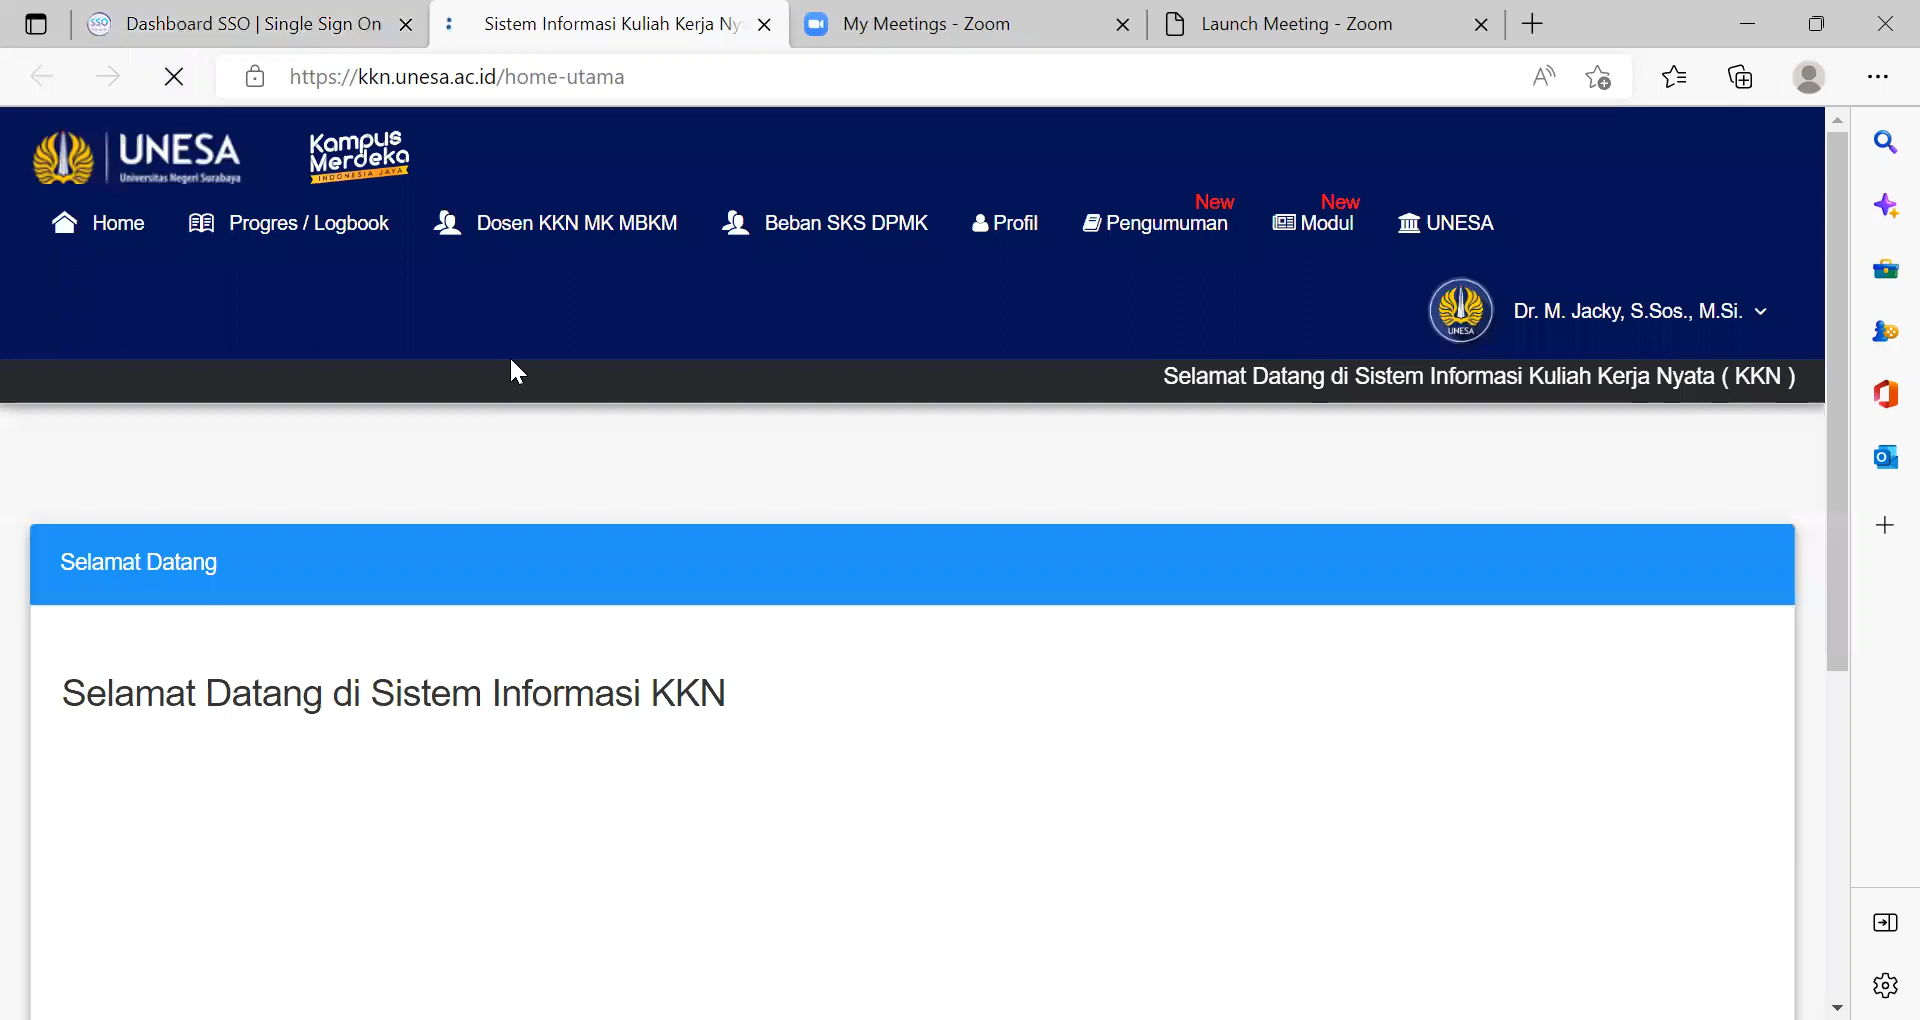 SSO Dashboard SSO | Single Sign On
Sistem Informasi Kuliah Kerja Ny
My Meetings - Zoom
Launch Meeting - Zoom
https://kkn.unesa.ac.id/home-utama
UNESA
Universitas Negeri Surabaya
Kampus
Merdeka
INDONESIA JAYA
New
New
Home
Progres / Logbook
Dosen KKN MK MBKM
Beban SKS DPMK
Profil
Pengumuman
Modul
UNESA
UNESA
Dr. M. Jacky, S.Sos., M.Si.
Selamat Datang di Sistem Informasi Kuliah Kerja Nyata ( KKN )
Selamat Datang
Selamat Datang di Sistem Informasi KKN